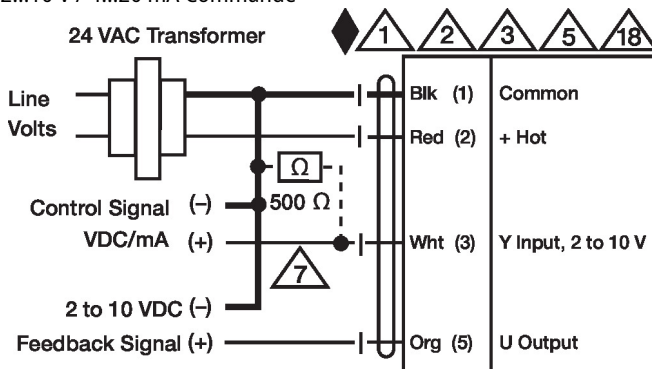 24 VAC Transformer
1 2 3 5 18
Line
Volts
Blk (1) Common
Red (2) + Hot
Ω
500 Ω
Control Signal (–)
VDC/mA (+)
Wht (3) Y Input, 2 to 10 V
7
2 to 10 VDC (–)
Feedback Signal (+)
Org (5) U Output